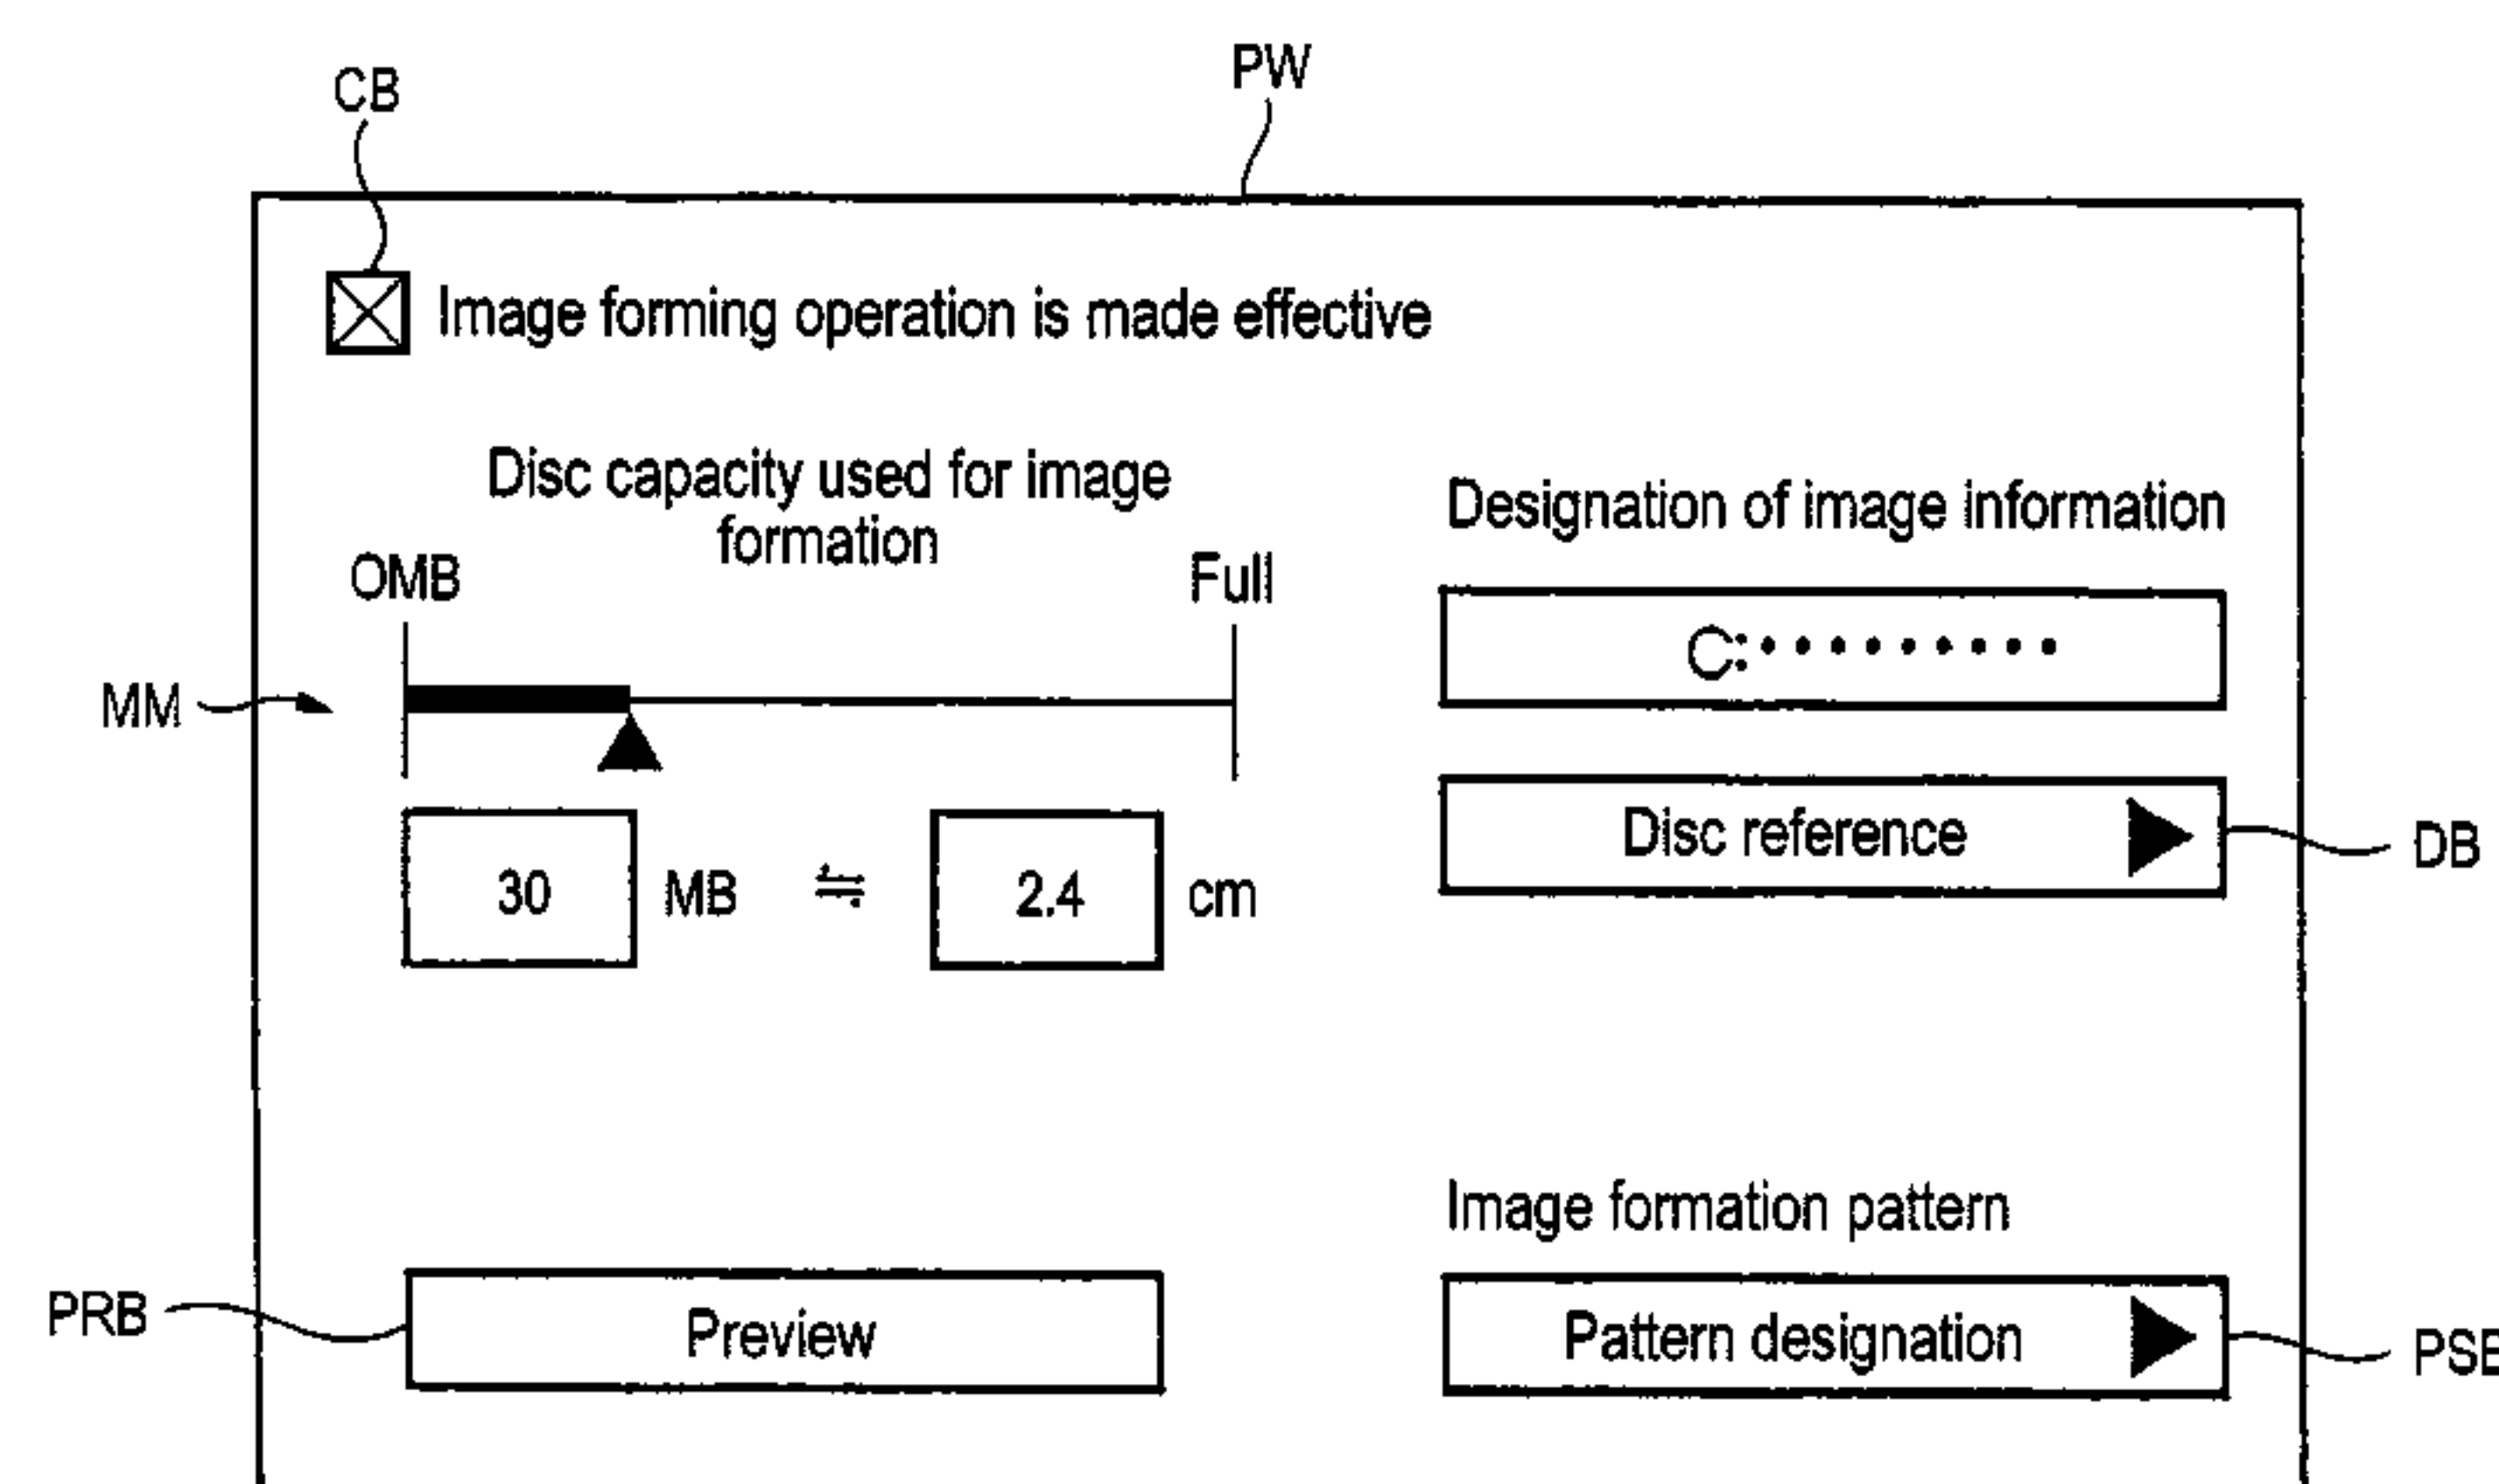 CB
PW
Image forming operation is made effective
Disc capacity used for image
formation
Designation of image information
OMB
Full
C:•••••••••
MM
Disc reference
DB
30 MB ≒ 2.4 cm
Image formation pattern
PRB
Preview
Pattern designation
PSB